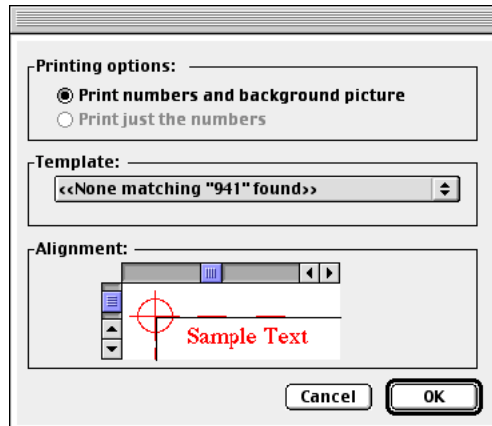 Printing options:
Print numbers and background picture
Print just the numbers
Template:
<<None matching "941" found>>
Alignment:
Sample Text
Cancel
OK